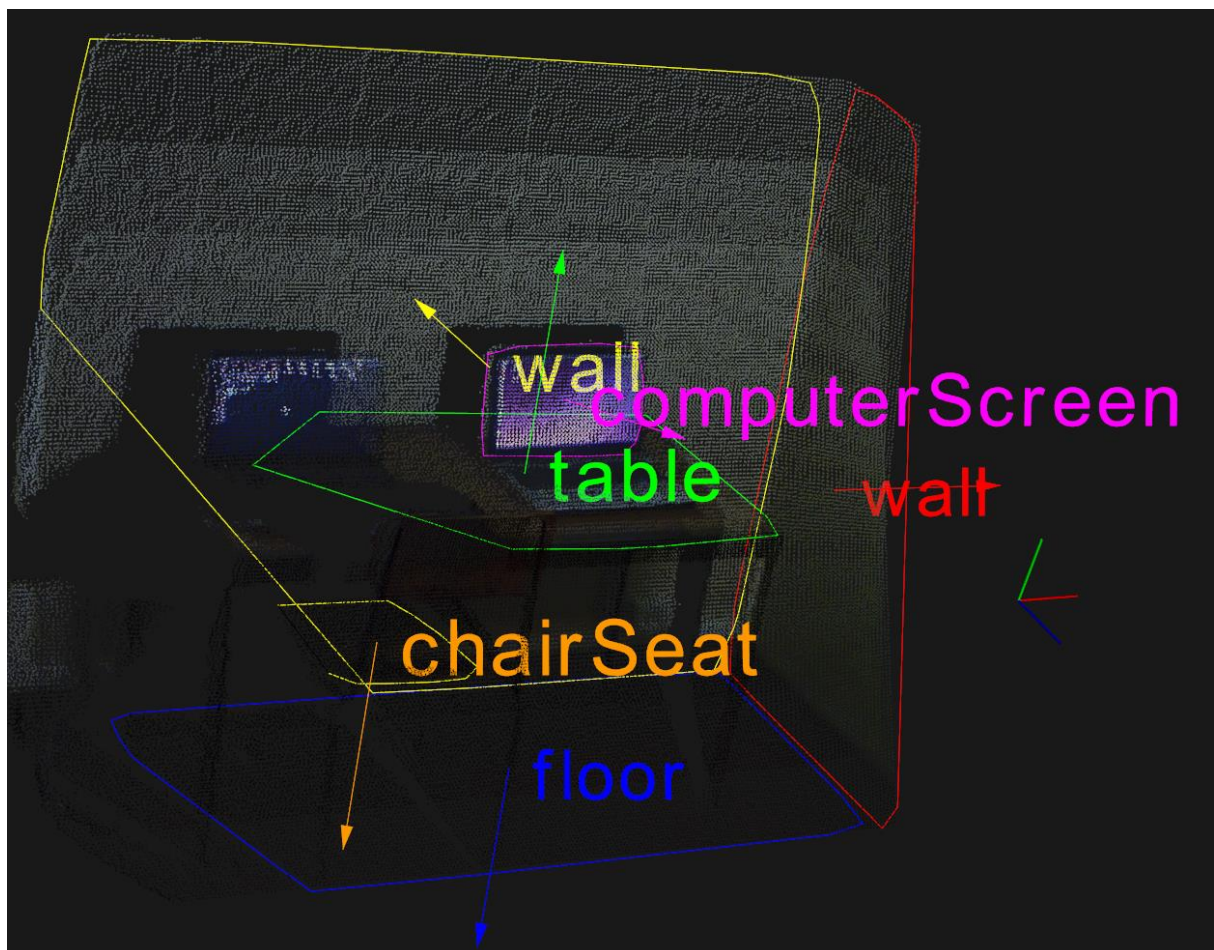 wall
computerScreen
table
wall
chairSeat
floor